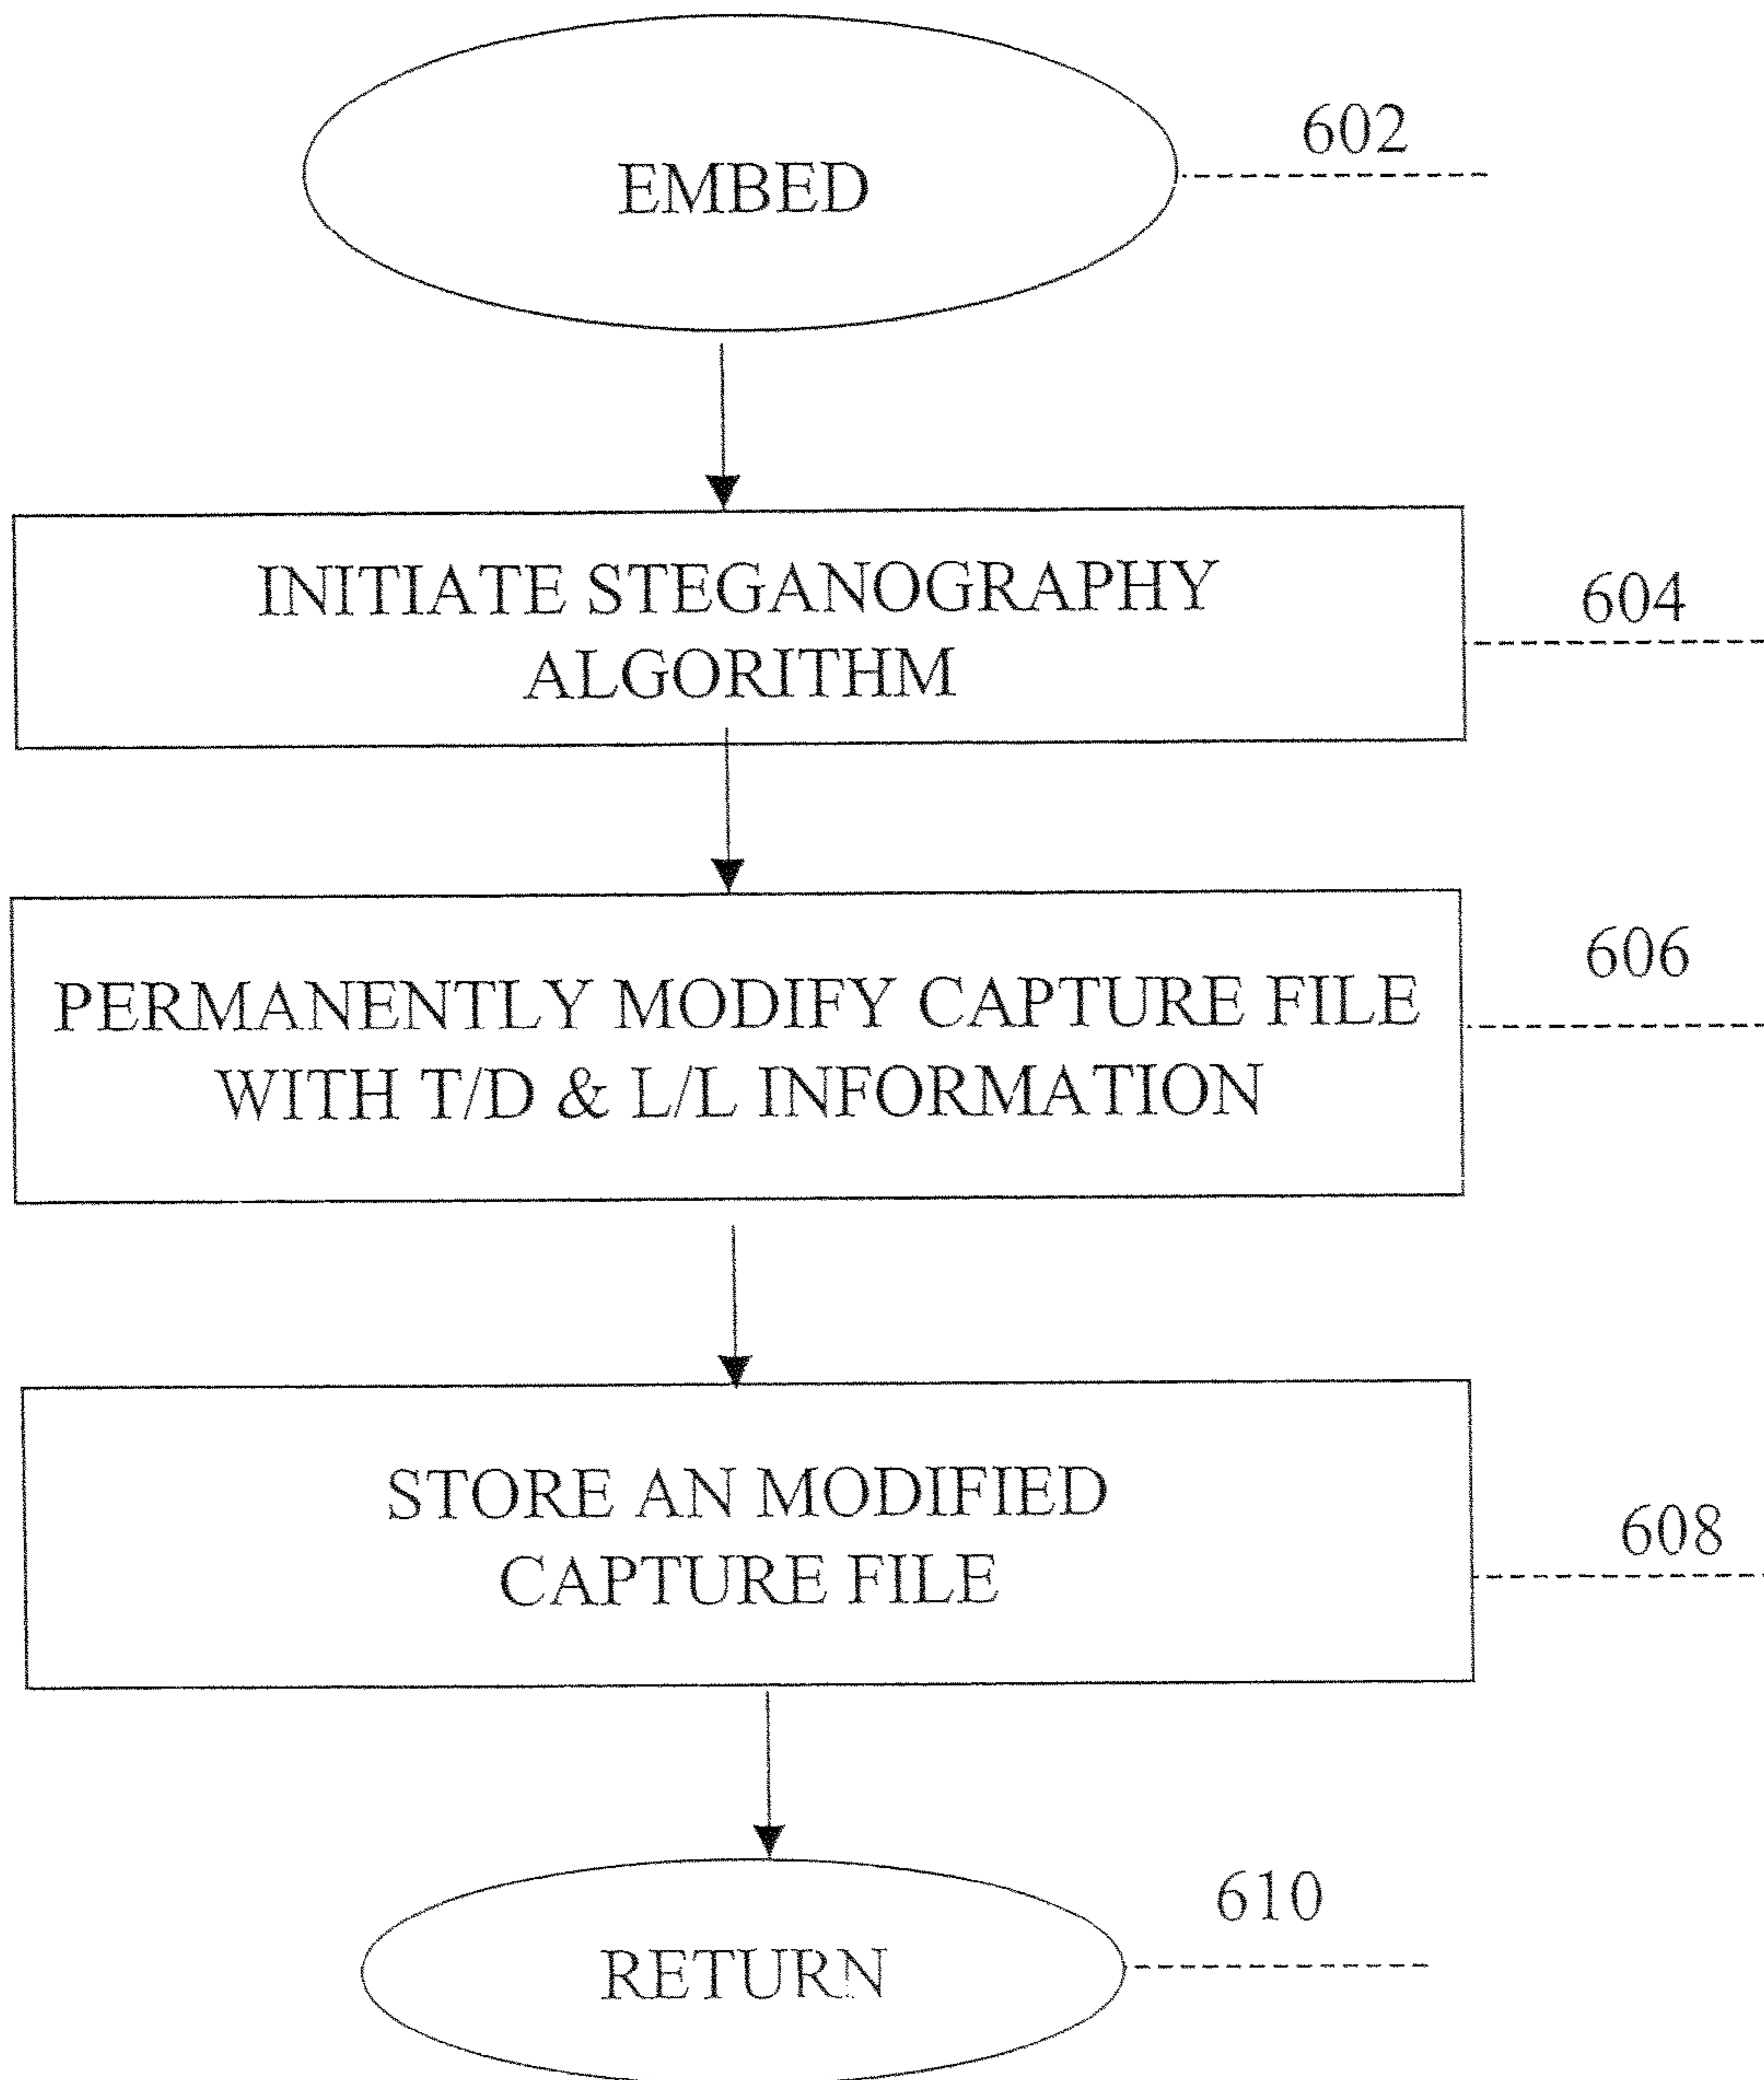 EMBED
602
INITIATE STEGANOGRAPHY
ALGORITHM
604
PERMANENTLY MODIFY CAPTURE FILE
WITH T/D & L/L INFORMATION
606
STORE AN MODIFIED
CAPTURE FILE
608
RETURN
610